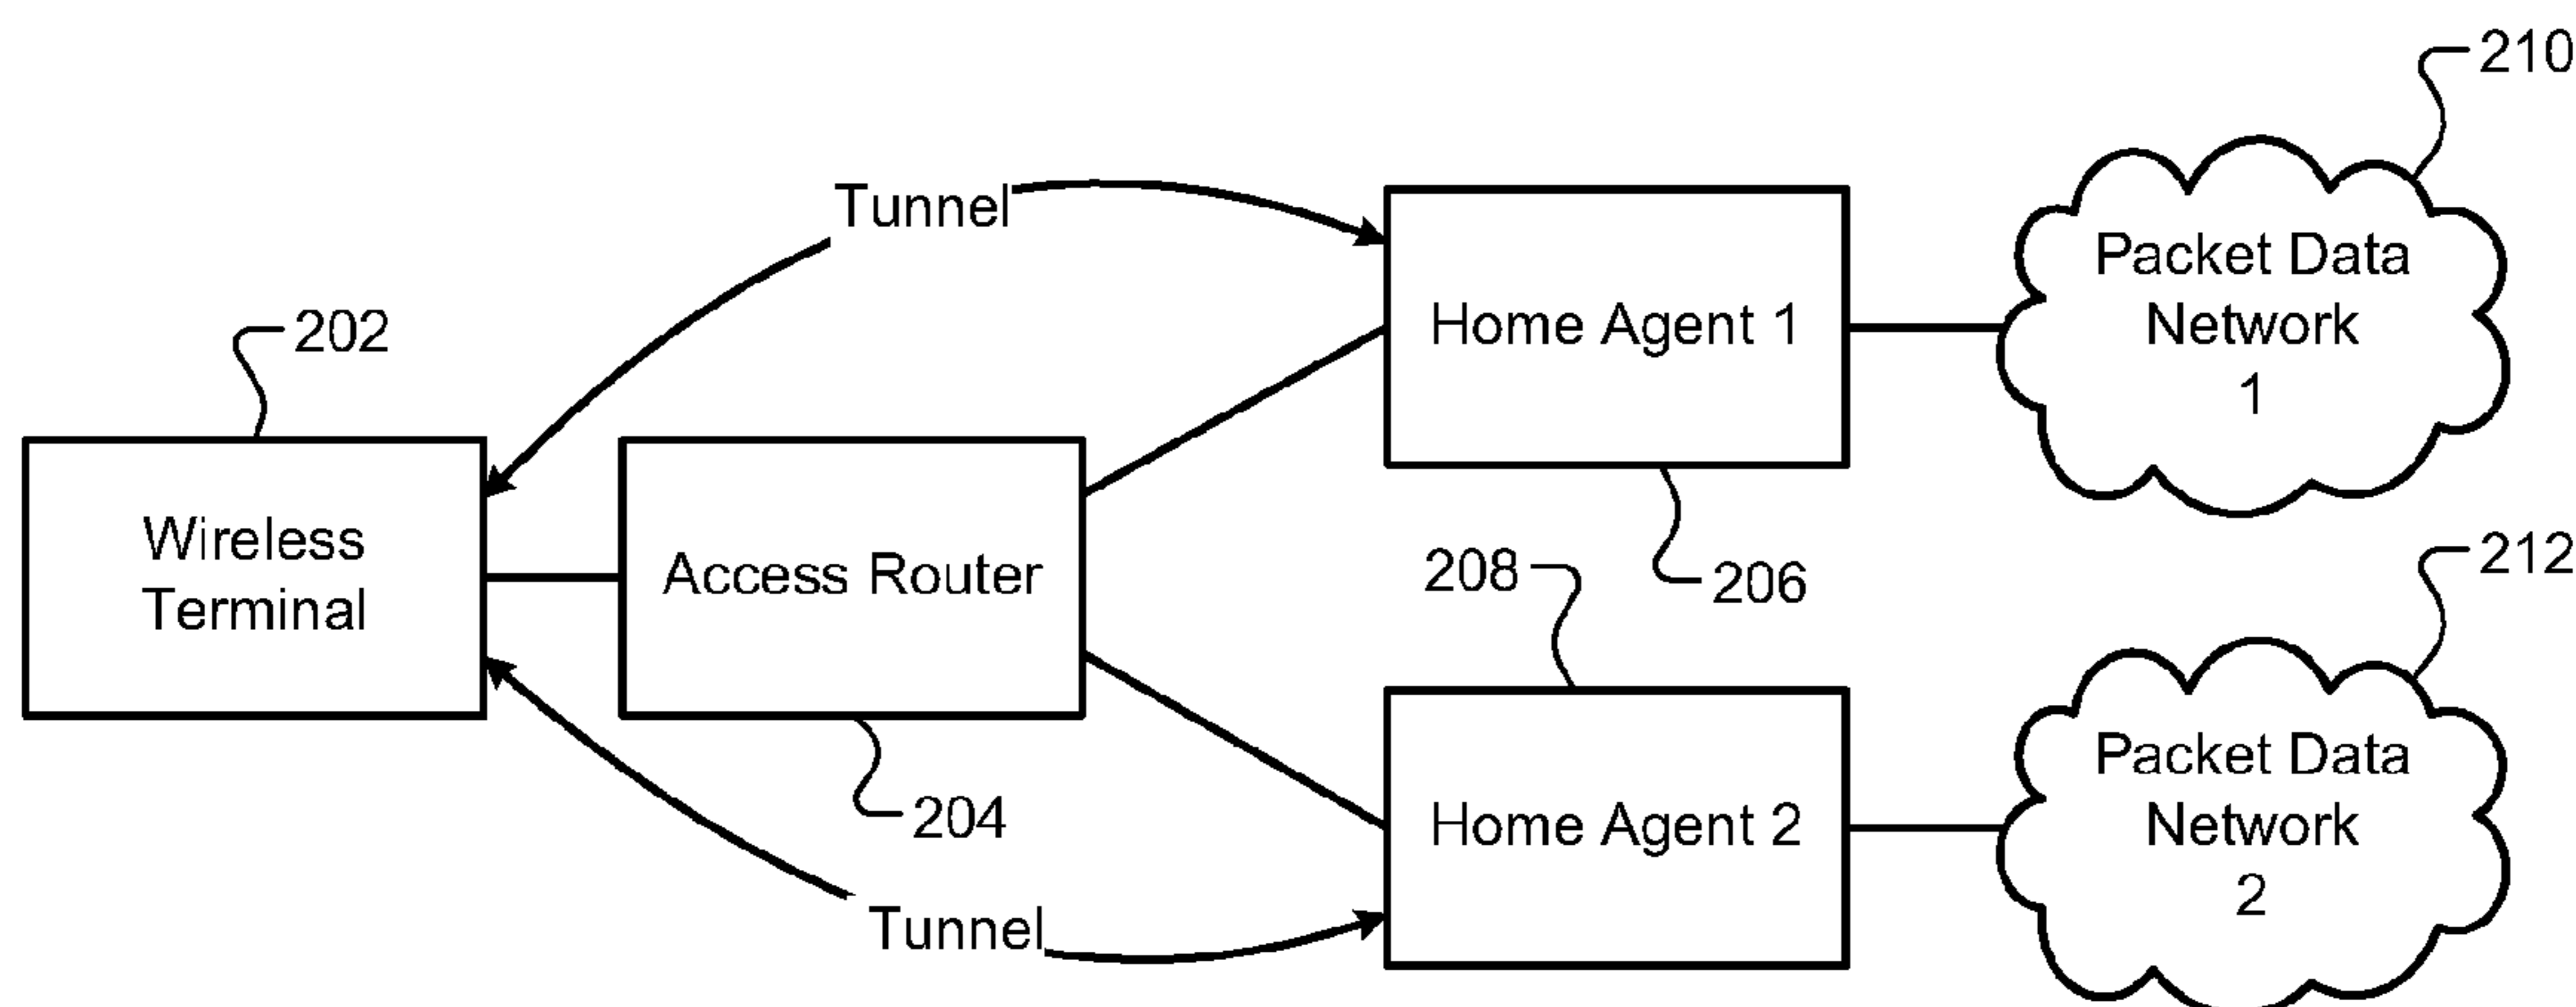 210
Tunnel
Packet Data
Network
1
Home Agent 1
202
Wireless
Terminal
Access Router
206
208
212
204
Packet Data
Network
2
Home Agent 2
Tunnel